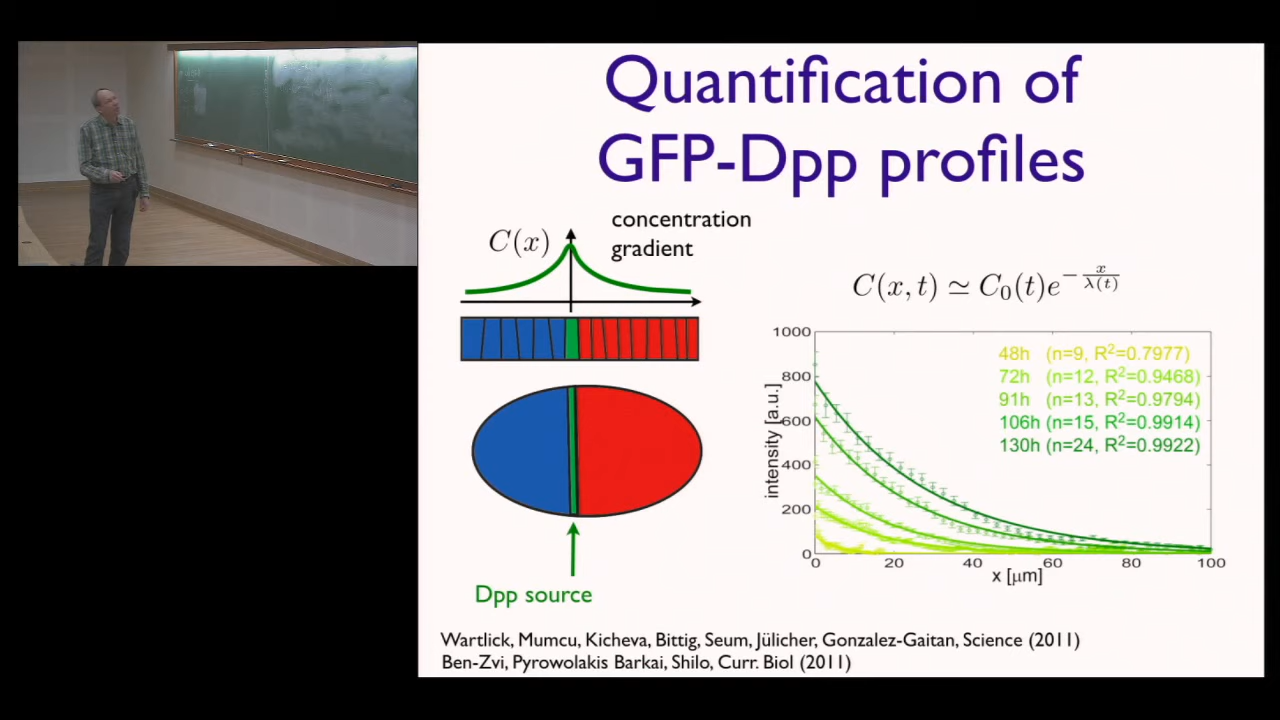 Quantification of
GFP-Dpp profiles
concentration
gradient
C(x)
C(x, t) ≃ C₀(t)e^{-x/λ(t)}
1000
800
600
400
200
0
intensity [a.u.]
48h (n=9, R²=0.7977)
72h (n=12, R²=0.9468)
91h (n=13, R²=0.9794)
106h (n=15, R²=0.9914)
130h (n=24, R²=0.9922)
0 20 40 60 80 100
x [μm]
Dpp source
Wartlick, Mumcu, Kicheva, Bittig, Seum, Jülicher, Gonzalez-Gaitan, Science (2011)
Ben-Zvi, Pyrowolakis Barkai, Shilo, Curr. Biol (2011)